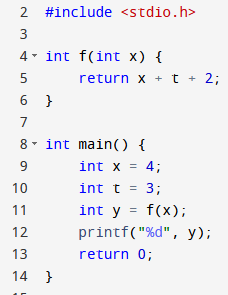 2 #include <stdio.h>
3
4 int f(int x) {
5     return x + t + 2;
6 }
7
8 int main() {
9     int x = 4;
10     int t = 3;
11     int y = f(x);
12     printf("%d", y);
13     return 0;
14 }